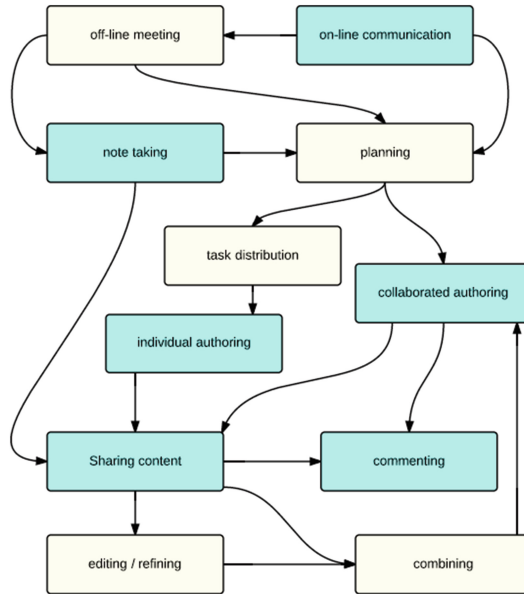 off-line meeting
on-line communication
note taking
planning
task distribution
collaborated authoring
individual authoring
Sharing content
commenting
editing / refining
combining